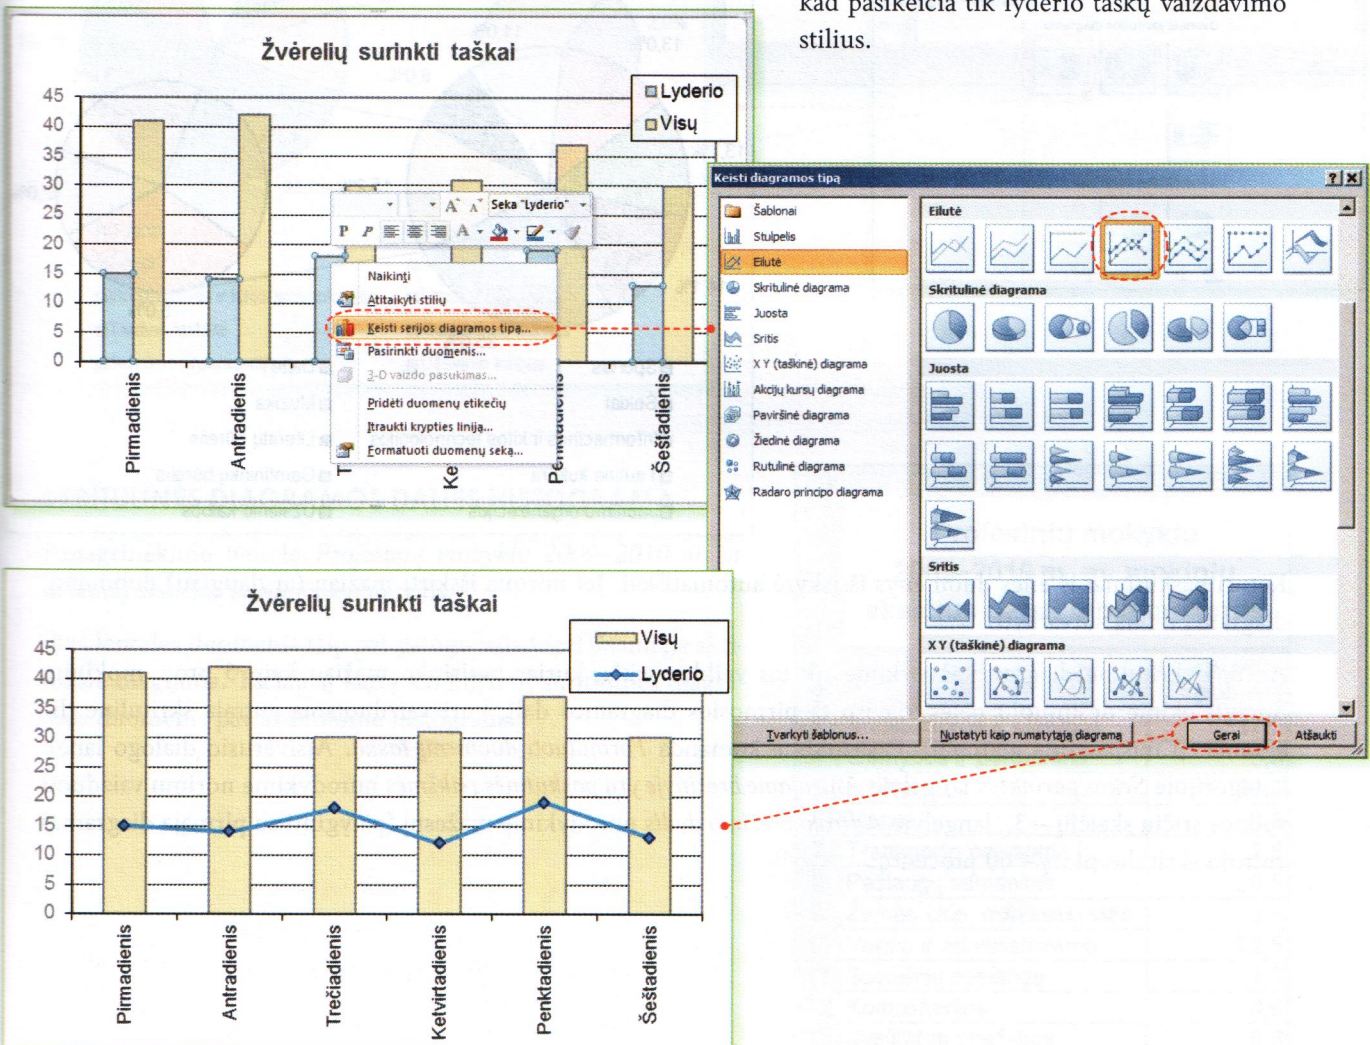 kad pasikeičia tik lyderio taškų vaizdavimo
stilius.
Žvėrelių surinkti taškai
45
40
35
30
25
20
15
10
5
0
Lyderio
Visų
Seka "Lyderio"
Naikinti
Atitaikyti stilių
Keisti serijos diagramos tipą...
Pasirinkti duomenis...
3-D vaizdo pasukimas...
Pridėti duomenų etikečių
Įtraukti krypties liniją...
Formatuoti duomenų seką...
Pirmadienis
Antradienis
Šeštadienis
Keisti diagramos tipą
Šablonai
Stulpelis
Eilutė
Skritulinė diagrama
Juosta
Sritis
X Y (taškinė) diagrama
Akcijų kursų diagrama
Paviršinė diagrama
Žiedinė diagrama
Rutulinė diagrama
Radaro principo diagrama
Eilutė
Skritulinė diagrama
Juosta
Sritis
X Y (taškinė) diagrama
Tvarkyti šablonus...
Nustatyti kaip numatytąją diagramą
Gerai
Atšaukti
Žvėrelių surinkti taškai
45
40
35
30
25
20
15
10
5
0
Visų
Lyderio
Pirmadienis
Antradienis
Trečiadienis
Ketvirtadienis
Penktadienis
Šeštadienis